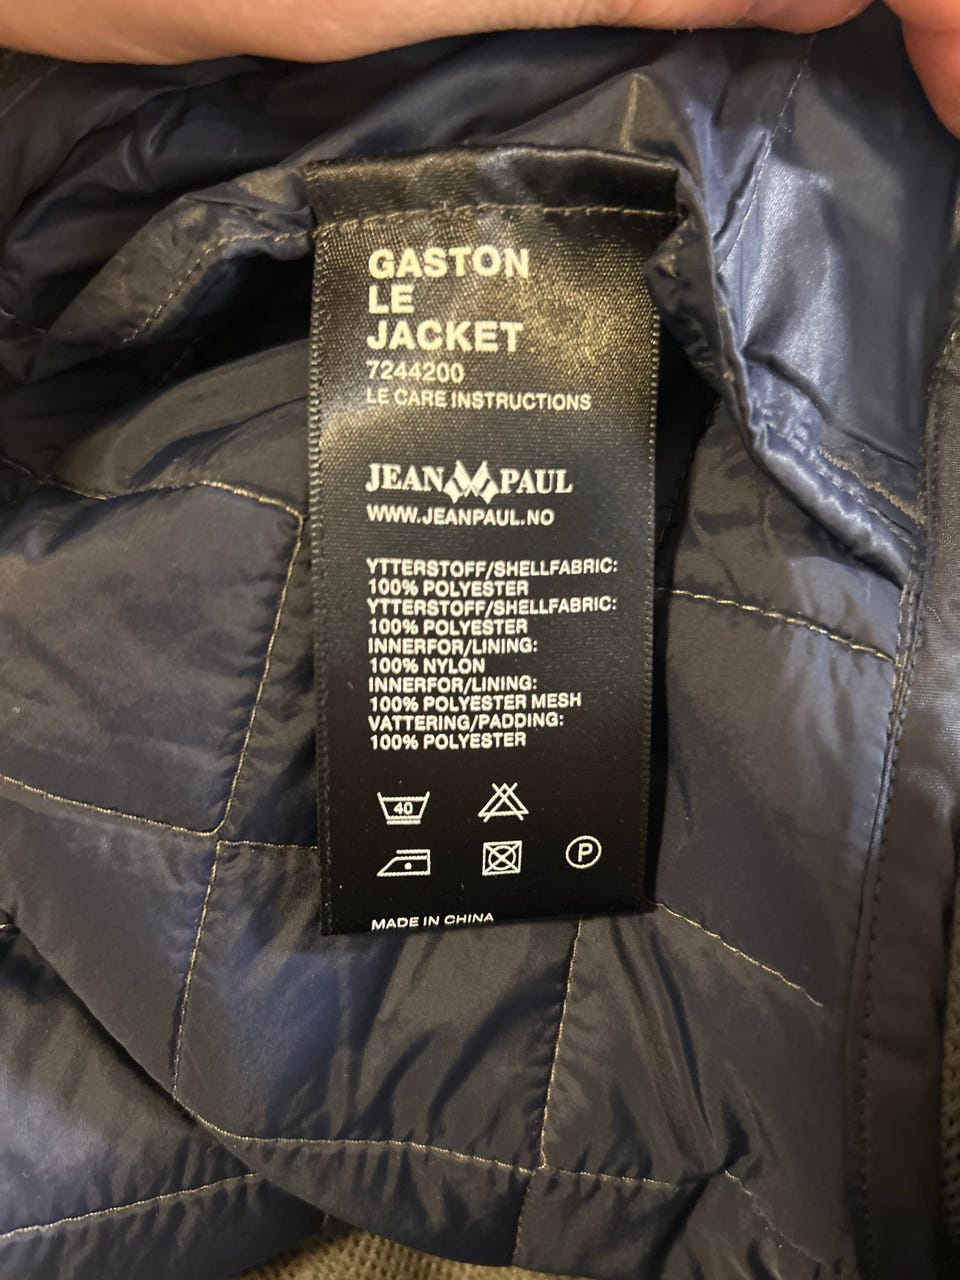 GASTON
LE
JACKET
7244200
LE CARE INSTRUCTIONS
JEAN PAUL
WWW.JEANPAUL.NO
YTTERSTOFF/SHELLFABRIC:
100% POLYESTER
YTTERSTOFF/SHELLFABRIC:
100% POLYESTER
INNERFOR/LINING:
100% NYLON
INNERFOR/LINING:
100% POLYESTER MESH
VATTERING/PADDING:
100% POLYESTER
40
P
MADE IN CHINA